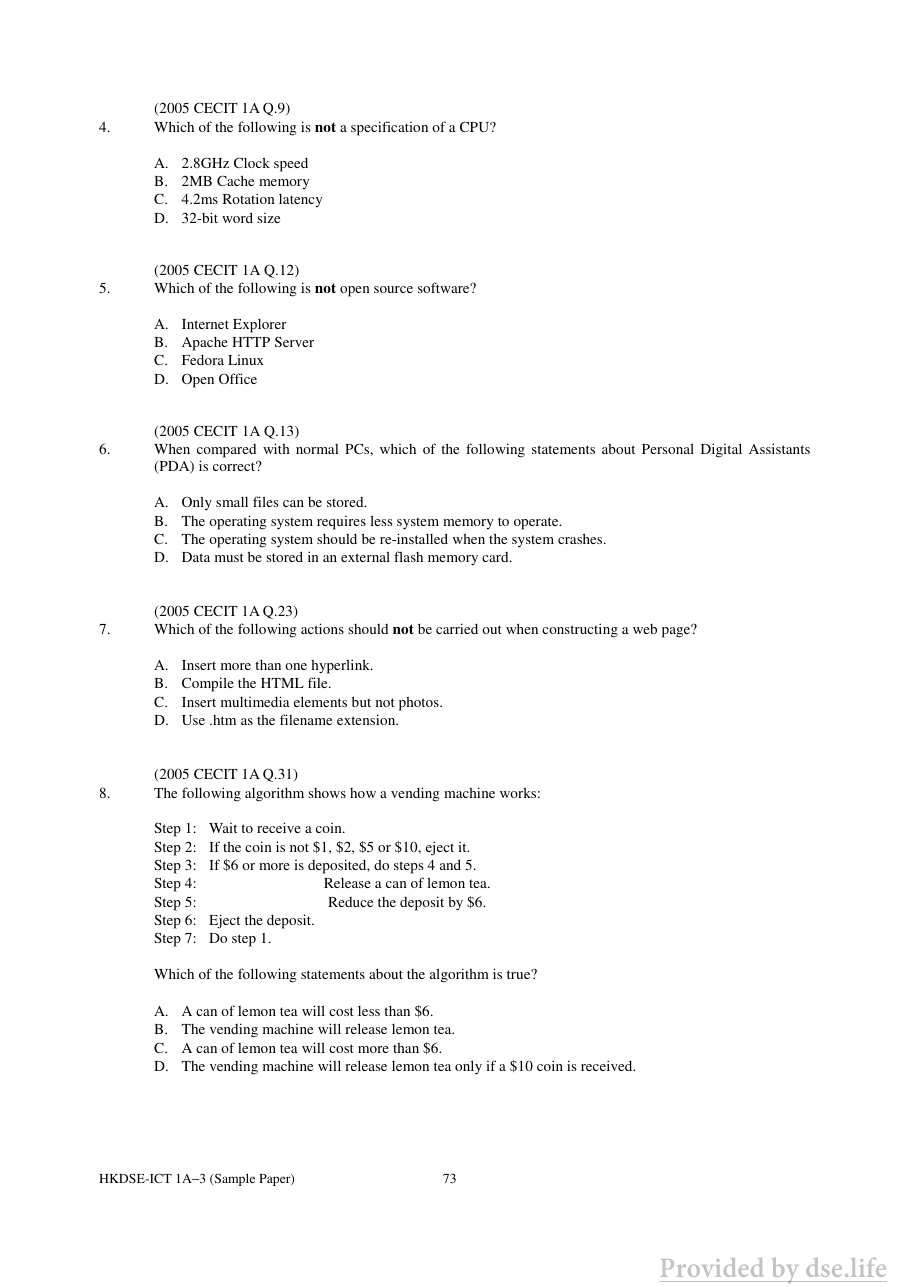 (2005 CECIT 1A Q.9)
4. Which of the following is not a specification of a CPU?
A. 2.8GHz Clock speed
B. 2MB Cache memory
C. 4.2ms Rotation latency
D. 32-bit word size
(2005 CECIT 1A Q.12)
5. Which of the following is not open source software?
A. Internet Explorer
B. Apache HTTP Server
C. Fedora Linux
D. Open Office
(2005 CECIT 1A Q.13)
6. When compared with normal PCs, which of the following statements about Personal Digital Assistants
(PDA) is correct?
A. Only small files can be stored.
B. The operating system requires less system memory to operate.
C. The operating system should be re-installed when the system crashes.
D. Data must be stored in an external flash memory card.
(2005 CECIT 1A Q.23)
7. Which of the following actions should not be carried out when constructing a web page?
A. Insert more than one hyperlink.
B. Compile the HTML file.
C. Insert multimedia elements but not photos.
D. Use .htm as the filename extension.
(2005 CECIT 1A Q.31)
8. The following algorithm shows how a vending machine works:
Step 1: Wait to receive a coin.
Step 2: If the coin is not $1, $2, $5 or $10, eject it.
Step 3: If $6 or more is deposited, do steps 4 and 5.
Step 4: Release a can of lemon tea.
Step 5: Reduce the deposit by $6.
Step 6: Eject the deposit.
Step 7: Do step 1.
Which of the following statements about the algorithm is true?
A. A can of lemon tea will cost less than $6.
B. The vending machine will release lemon tea.
C. A can of lemon tea will cost more than $6.
D. The vending machine will release lemon tea only if a $10 coin is received.
HKDSE-ICT 1A–3 (Sample Paper) 73
Provided by dse.life